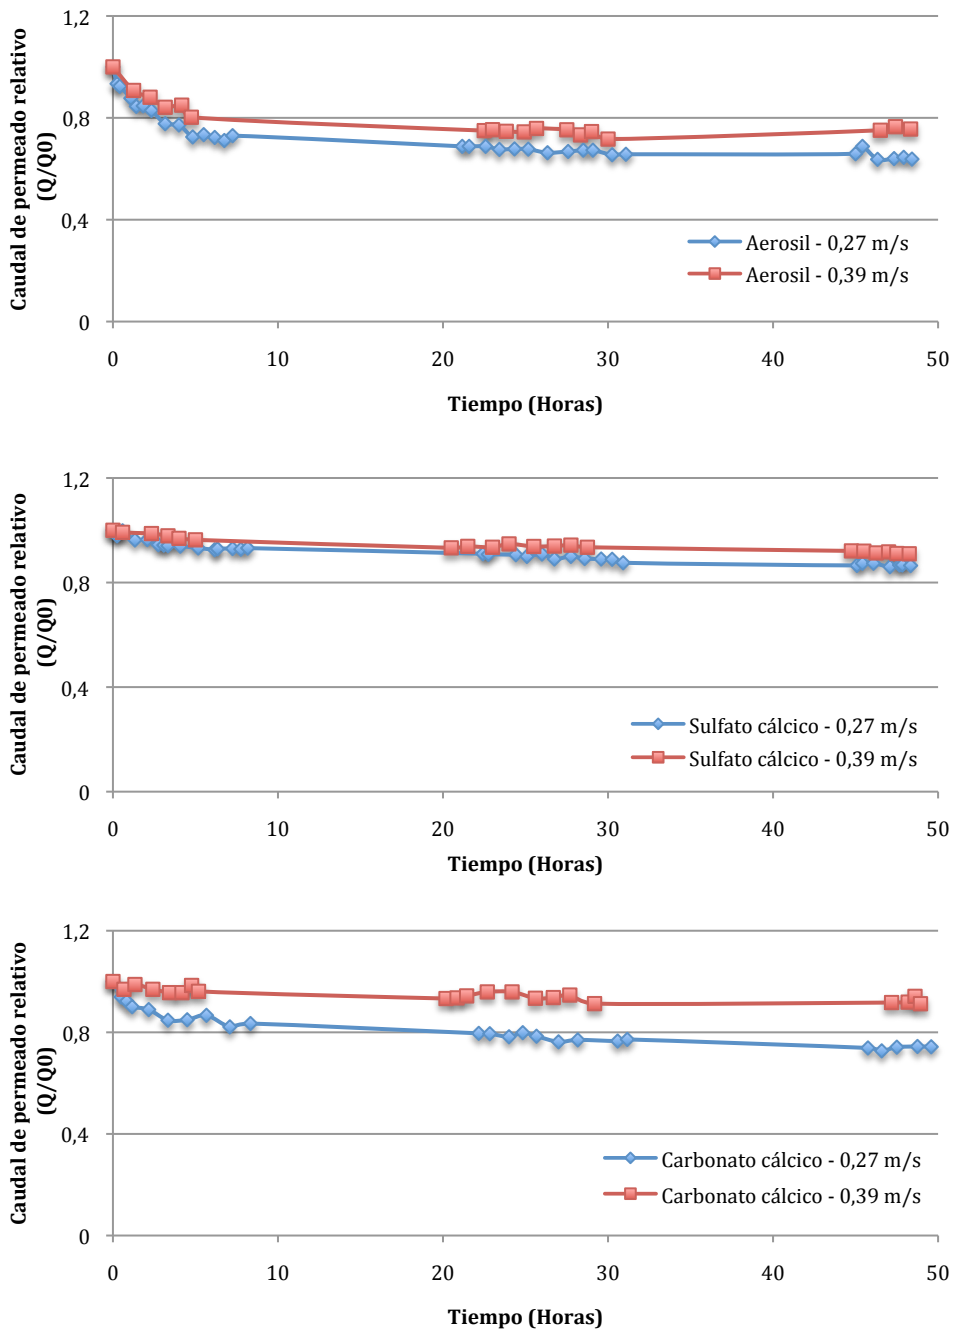 Caudal de permeado relativo
(Q/Q0)
1,2
0,8
0,4
0
Aerosil - 0,27 m/s
Aerosil - 0,39 m/s
0 10 20 30 40 50
Tiempo (Horas)
Caudal de permeado relativo
(Q/Q0)
1,2
0,8
0,4
0
Sulfato cálcico - 0,27 m/s
Sulfato cálcico - 0,39 m/s
0 10 20 30 40 50
Tiempo (Horas)
Caudal de permeado relativo
(Q/Q0)
1,2
0,8
0,4
0
Carbonato cálcico - 0,27 m/s
Carbonato cálcico - 0,39 m/s
0 10 20 30 40 50
Tiempo (Horas)